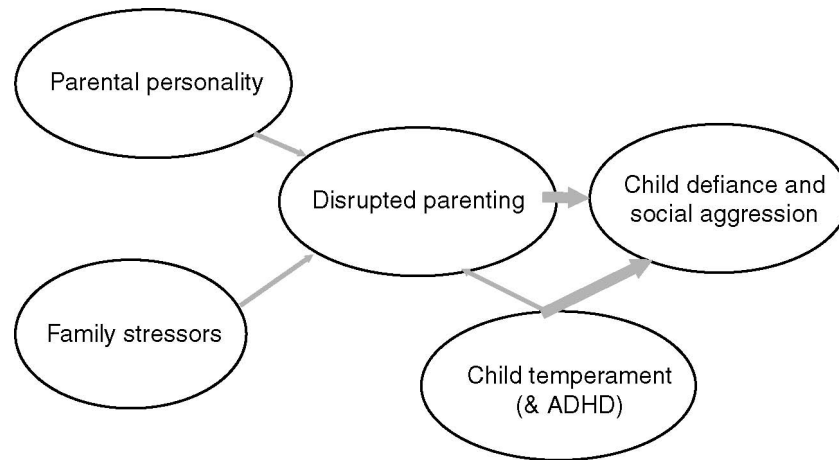 Parental personality
Disrupted parenting
Child defiance and
social aggression
Family stressors
Child temperament
(& ADHD)